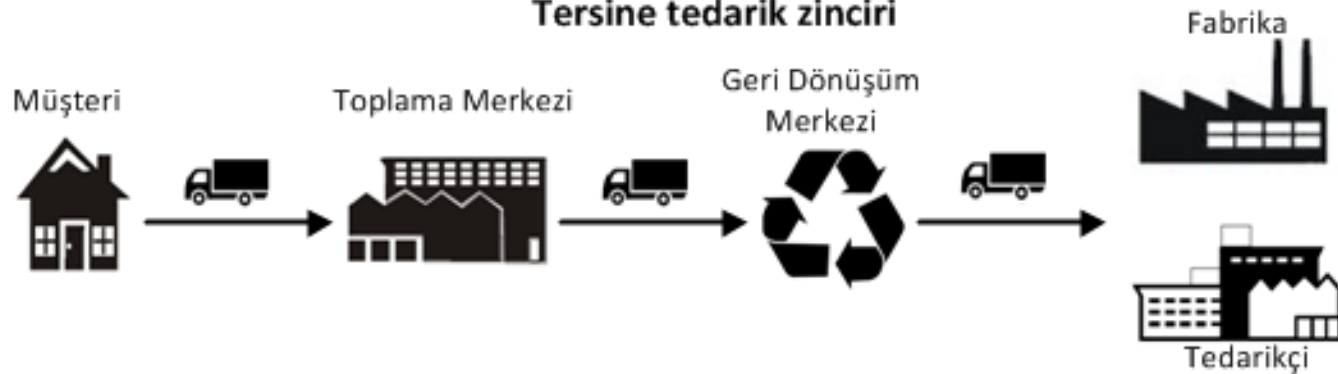 Tersine tedarik zinciri
Müşteri
Toplama Merkezi
Geri Dönüşüm
Merkezi
Fabrika
Tedarikçi